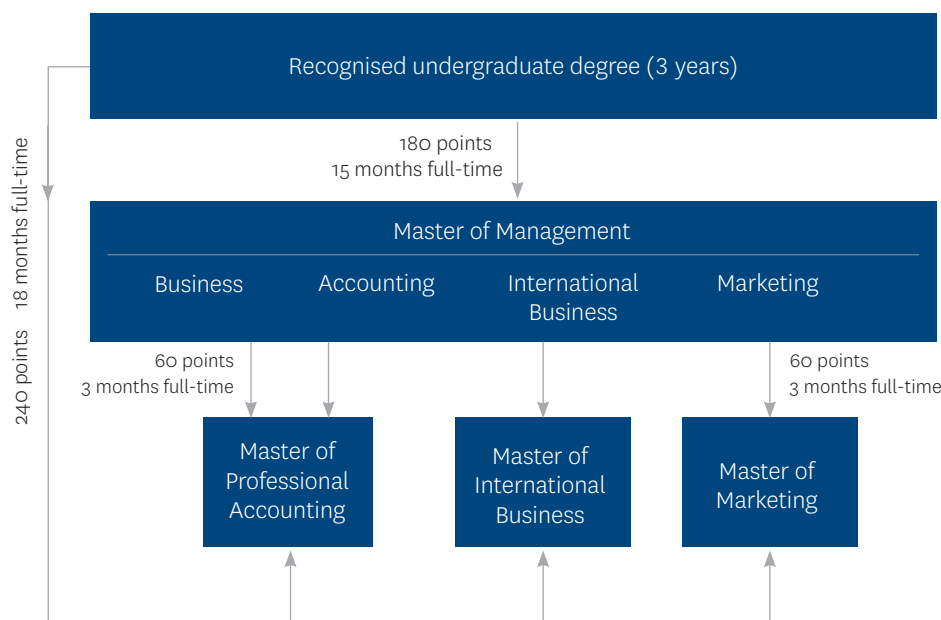 Recognised undergraduate degree (3 years)
180 points
15 months full-time
240 points 18 months full-time
Master of Management
Business
Accounting
International
Business
Marketing
60 points
3 months full-time
60 points
3 months full-time
Master of
Professional
Accounting
Master of
International
Business
Master of
Marketing